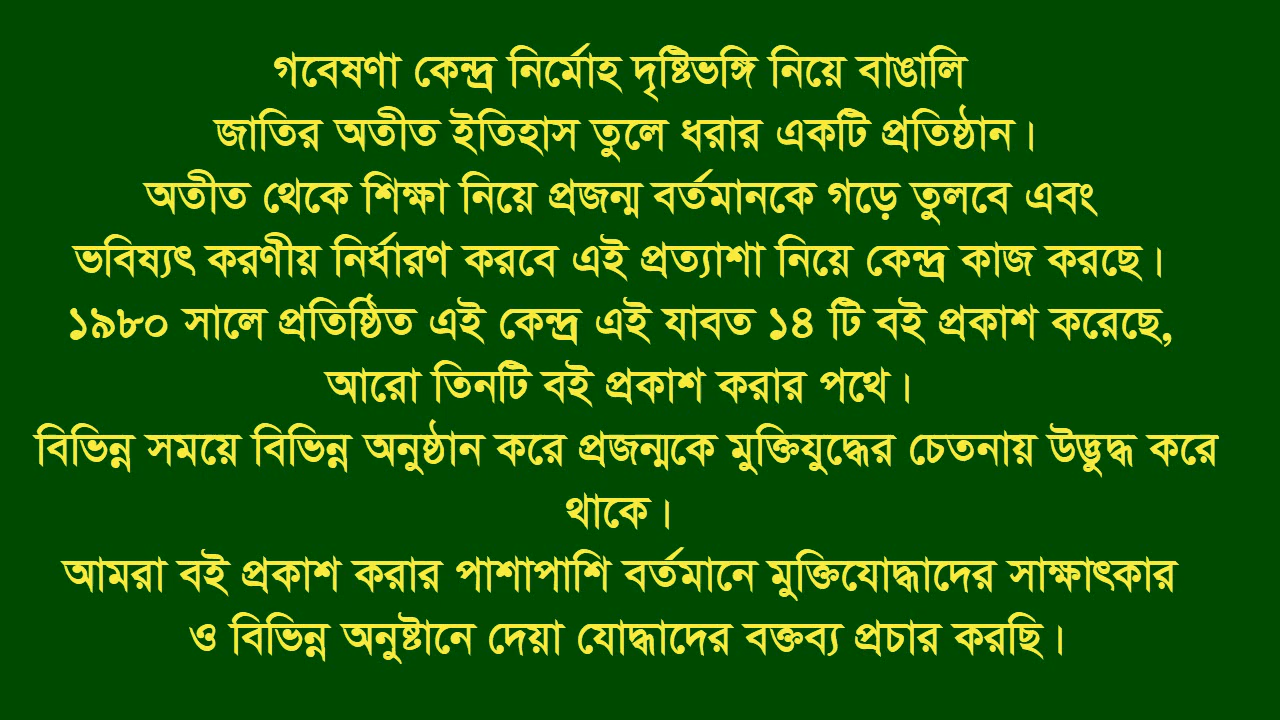 গবেষণা কেন্দ্র নির্মোহ দৃষ্টিভঙ্গি নিয়ে বাঙালি
জাতির অতীত ইতিহাস তুলে ধরার একটি প্রতিষ্ঠান।
অতীত থেকে শিক্ষা নিয়ে প্রজন্ম বর্তমানকে গড়ে তুলবে এবং
ভবিষ্যৎ করণীয় নির্ধারণ করবে এই প্রত্যাশা নিয়ে কেন্দ্র কাজ করছে।
১৯৮০ সালে প্রতিষ্ঠিত এই কেন্দ্র এই যাবত ১৪ টি বই প্রকাশ করেছে,
আরো তিনটি বই প্রকাশ করার পথে।
বিভিন্ন সময়ে বিভিন্ন অনুষ্ঠান করে প্রজন্মকে মুক্তিযুদ্ধের চেতনায় উদ্ভুদ্ধ করে
থাকে।
আমরা বই প্রকাশ করার পাশাপাশি বর্তমানে মুক্তিযোদ্ধাদের সাক্ষাৎকার
ও বিভিন্ন অনুষ্টানে দেয়া যোদ্ধাদের বক্তব্য প্রচার করছি।